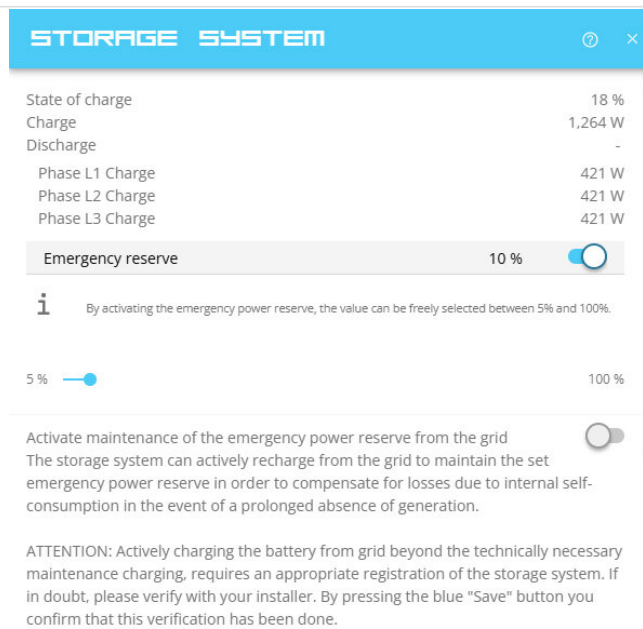 STORAGE SYSTEM
State of charge 18 %
Charge 1,264 W
Discharge -
Phase L1 Charge 421 W
Phase L2 Charge 421 W
Phase L3 Charge 421 W
Emergency reserve 10 %
i By activating the emergency power reserve, the value can be freely selected between 5% and 100%.
5 % 100 %
Activate maintenance of the emergency power reserve from the grid
The storage system can actively recharge from the grid to maintain the set
emergency power reserve in order to compensate for losses due to internal self-
consumption in the event of a prolonged absence of generation.
ATTENTION: Actively charging the battery from grid beyond the technically necessary
maintenance charging, requires an appropriate registration of the storage system. If
in doubt, please verify with your installer. By pressing the blue "Save" button you
confirm that this verification has been done.